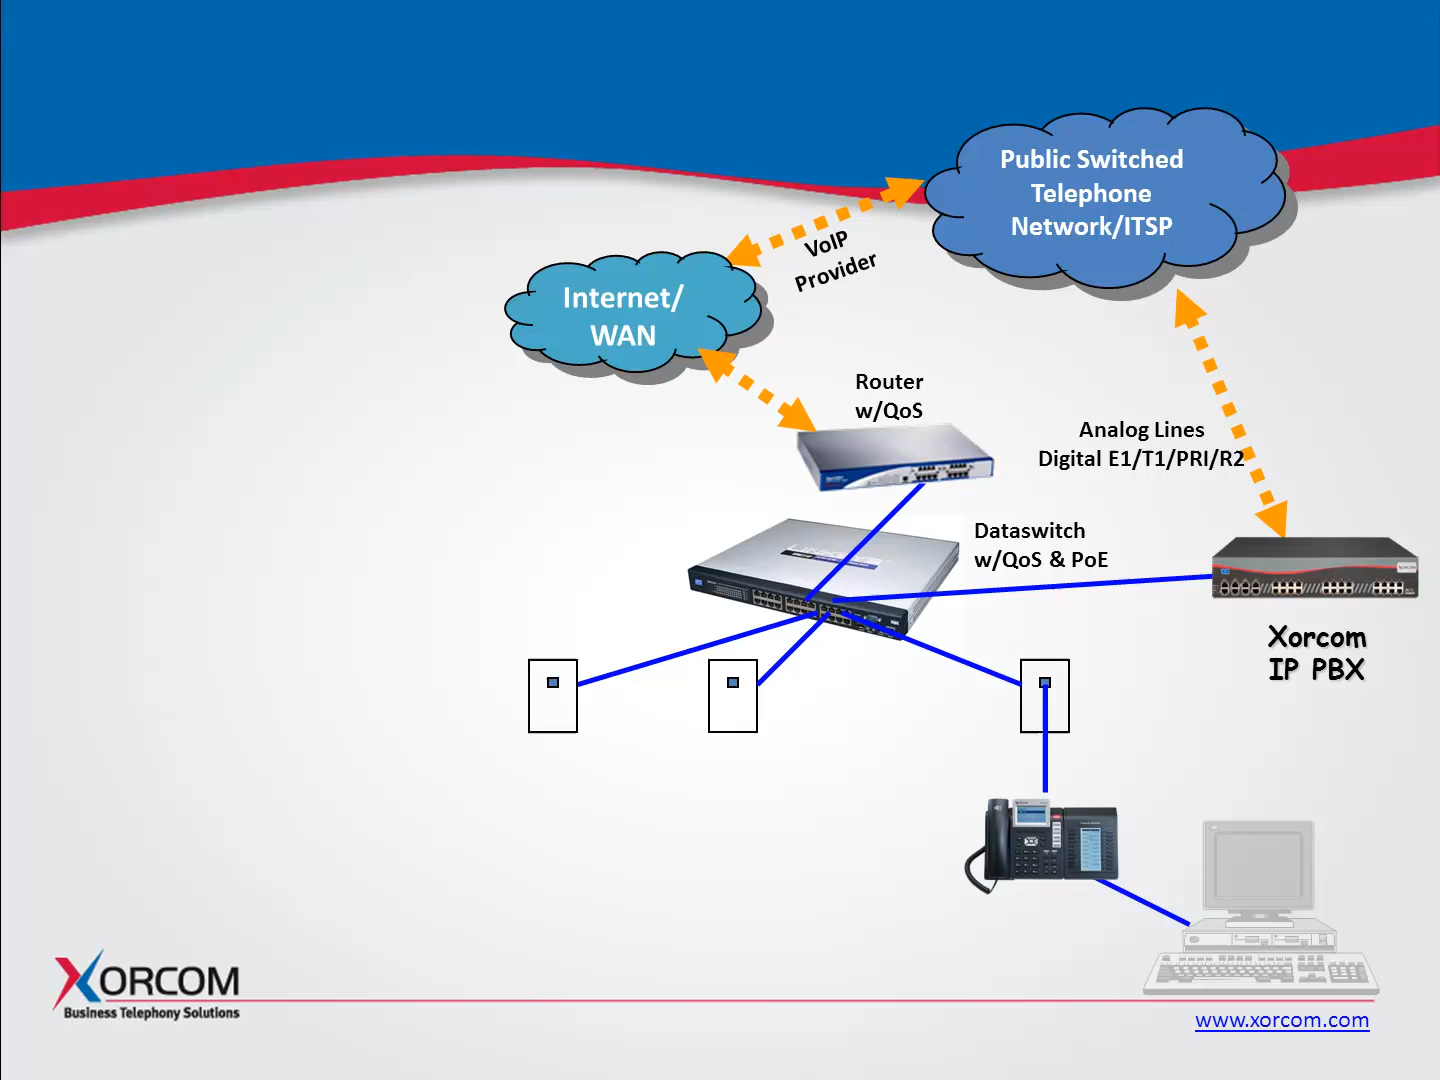 Public Switched
Telephone
Network/ITSP
VoIP
Provider
Internet/
WAN
Router
w/QoS
Analog Lines
Digital E1/T1/PRI/R2
Dataswitch
w/QoS & PoE
Xorcom
IP PBX
XORCOM
Business Telephony Solutions
www.xorcom.com